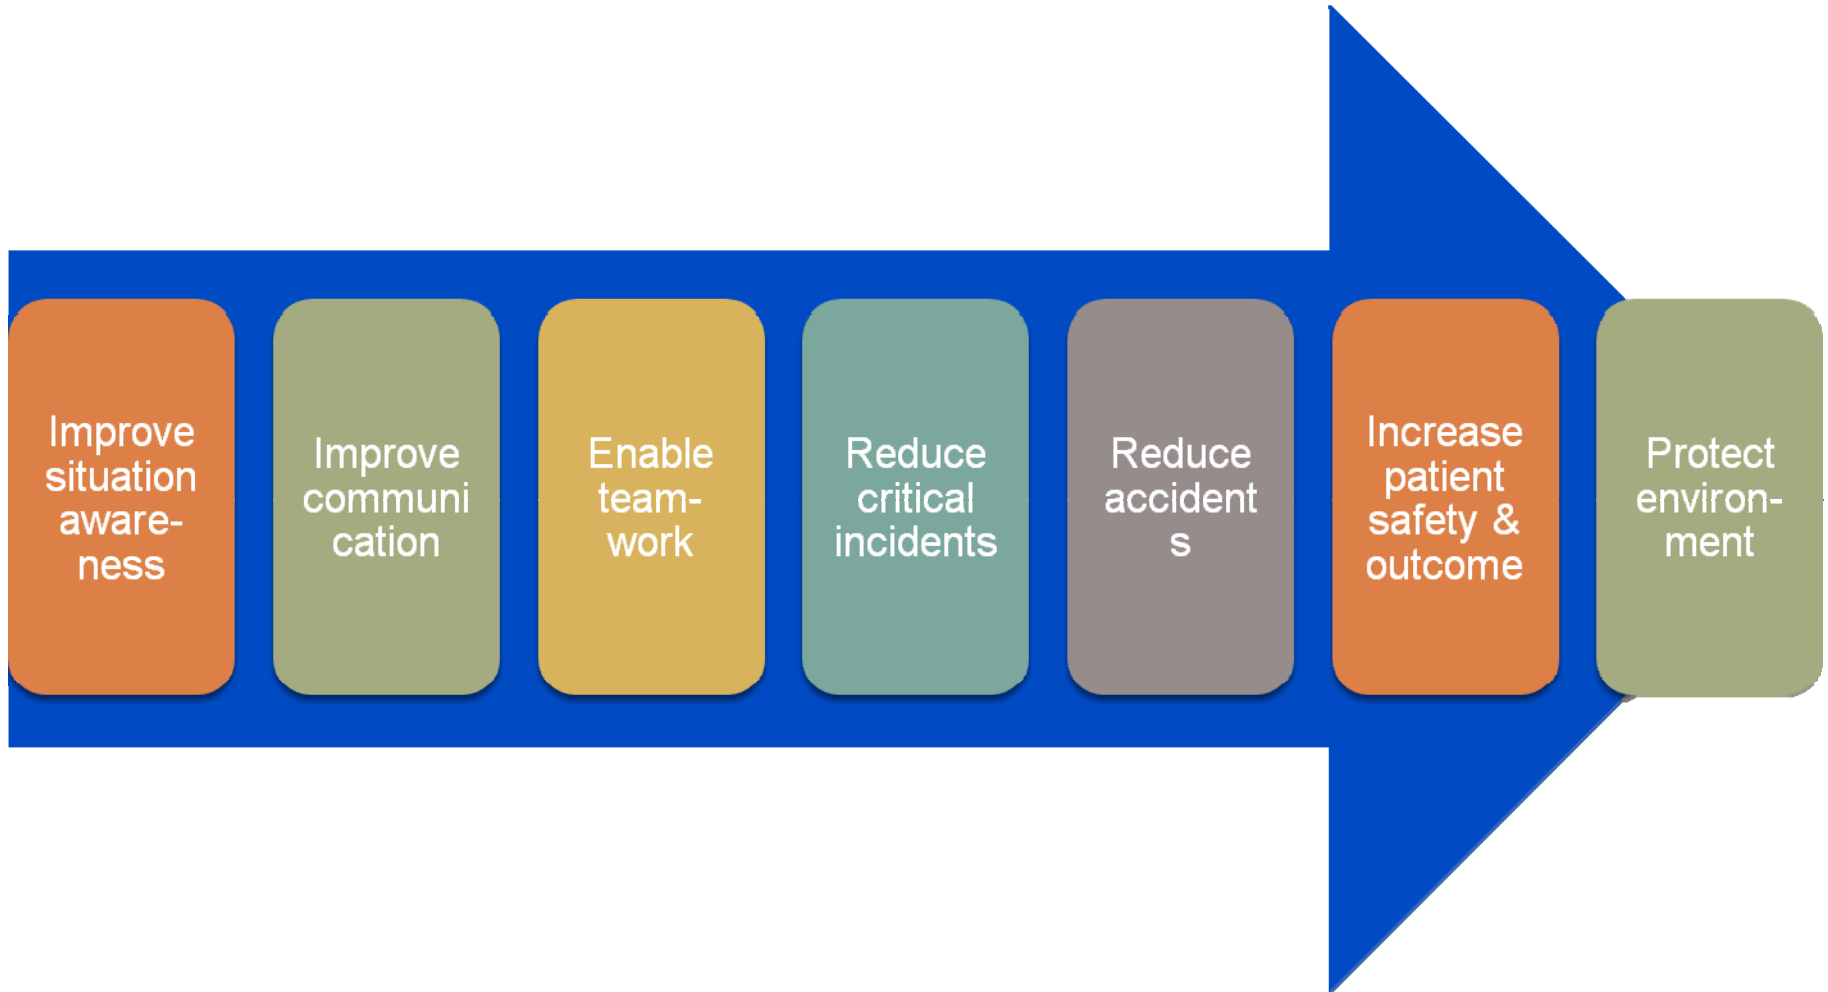 Improve
situation
aware-
ness
Improve
communi
cation
Enable
team-
work
Reduce
critical
incidents
Reduce
accident
s
Increase
patient
safety &
outcome
Protect
environ-
ment